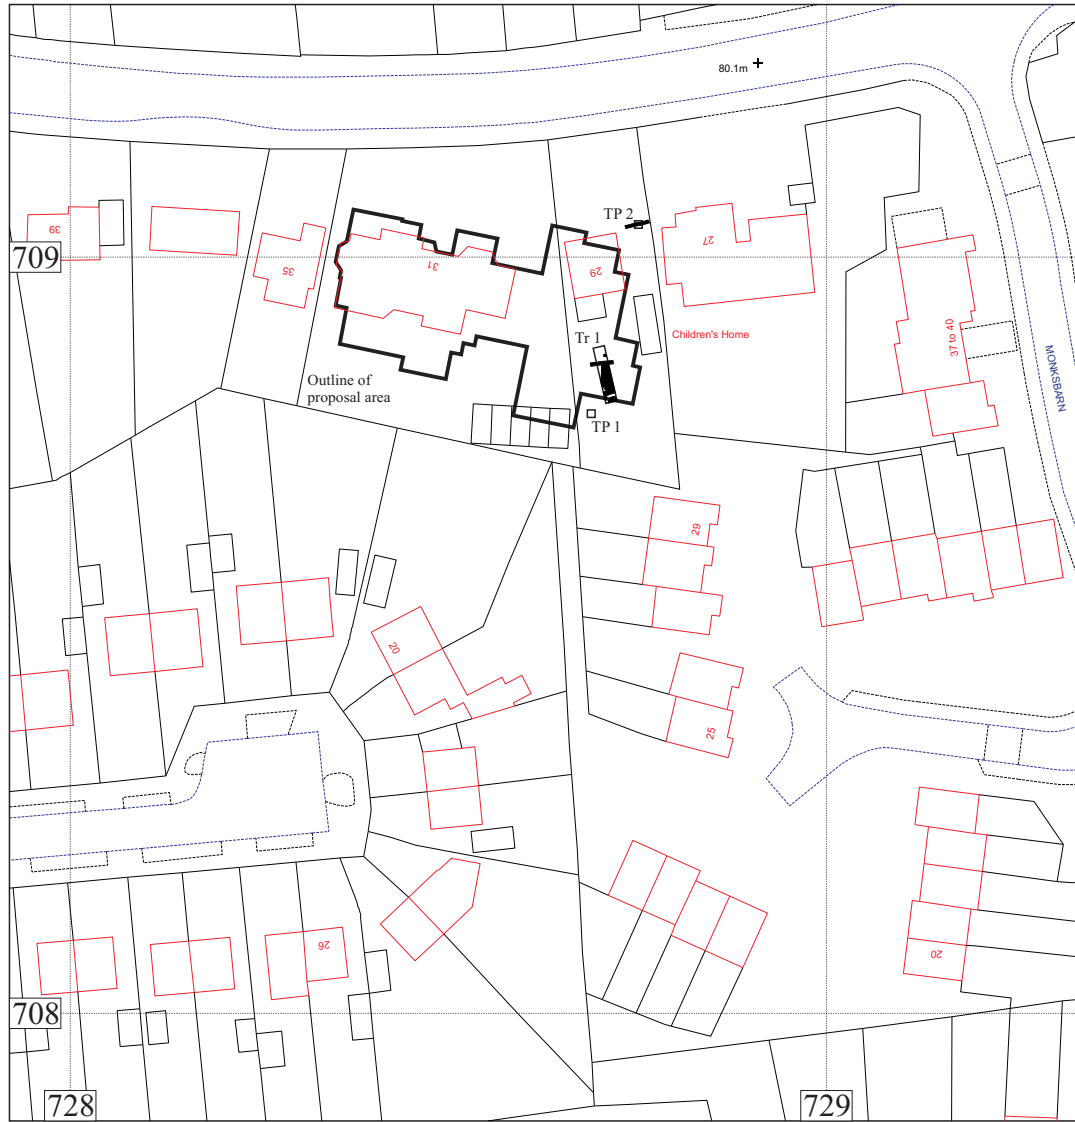 80.1m
39
TP 2
27
709
35
31
29
Tr 1
Children's Home
37 to 40
Outline of
proposal area
MONKSBARN
TP 1
29
20
25
26
20
708
728
729